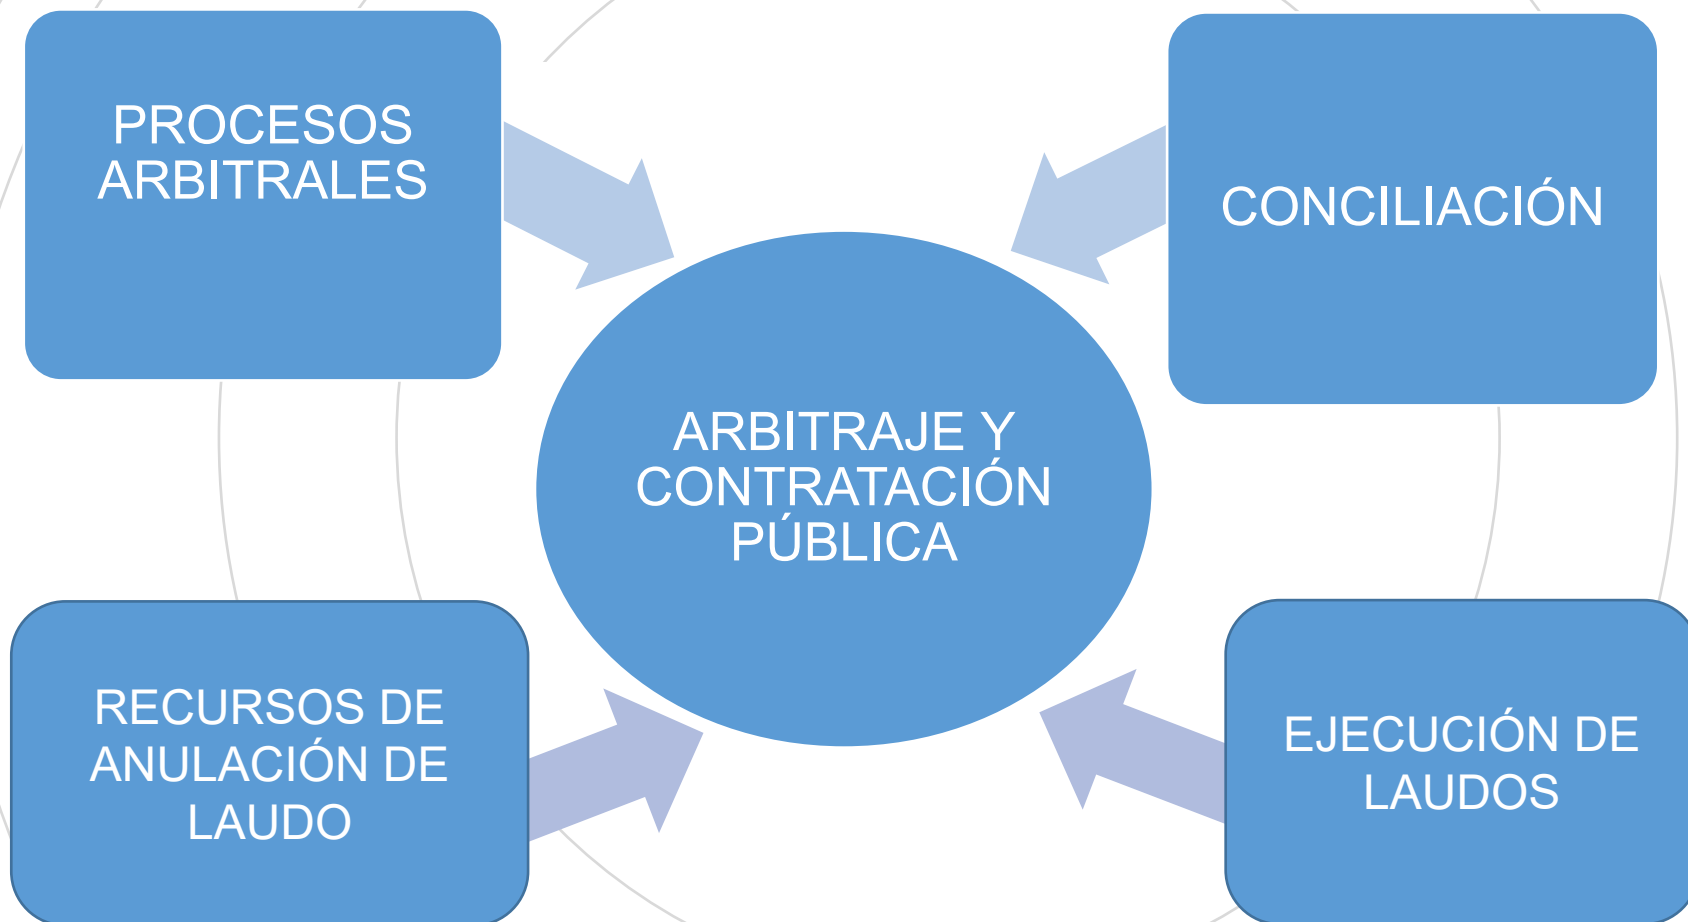 PROCESOS
ARBITRALES
CONCILIACIÓN
ARBITRAJE Y
CONTRATACIÓN
PÚBLICA
RECURSOS DE
ANULACIÓN DE
LAUDO
EJECUCIÓN DE
LAUDOS